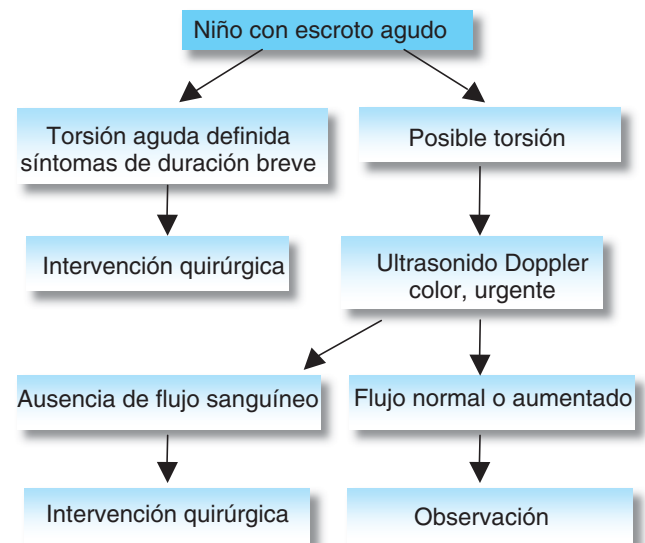 Niño con escroto agudo
Torsión aguda definida
síntomas de duración breve
Posible torsión
Intervención quirúrgica
Ultrasonido Doppler
color, urgente
Ausencia de flujo sanguíneo
Flujo normal o aumentado
Intervención quirúrgica
Observación